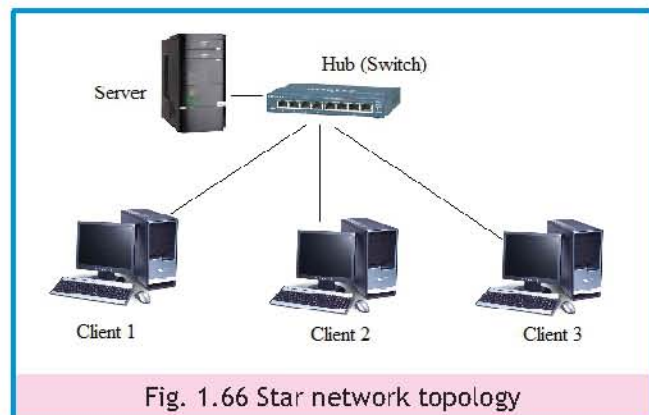 Hub (Switch)
Server
Client 1
Client 2
Client 3
Fig. 1.66 Star network topology